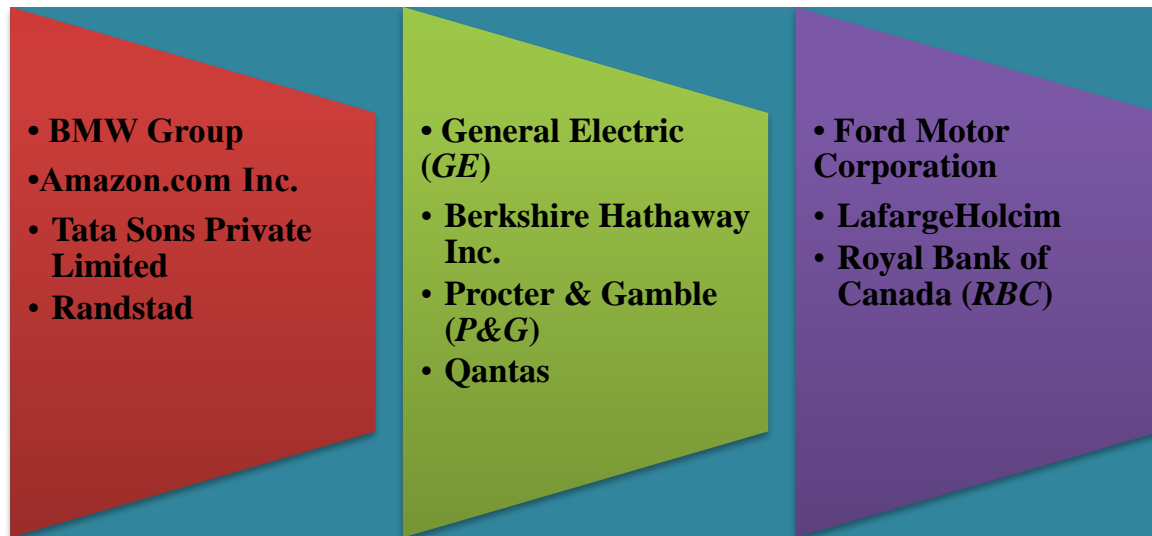 • BMW Group
•Amazon.com Inc.
• Tata Sons Private
Limited
• Randstad
• General Electric
(GE)
• Berkshire Hathaway
Inc.
• Procter & Gamble
(P&G)
• Qantas
• Ford Motor
Corporation
• LafargeHolcim
• Royal Bank of
Canada (RBC)